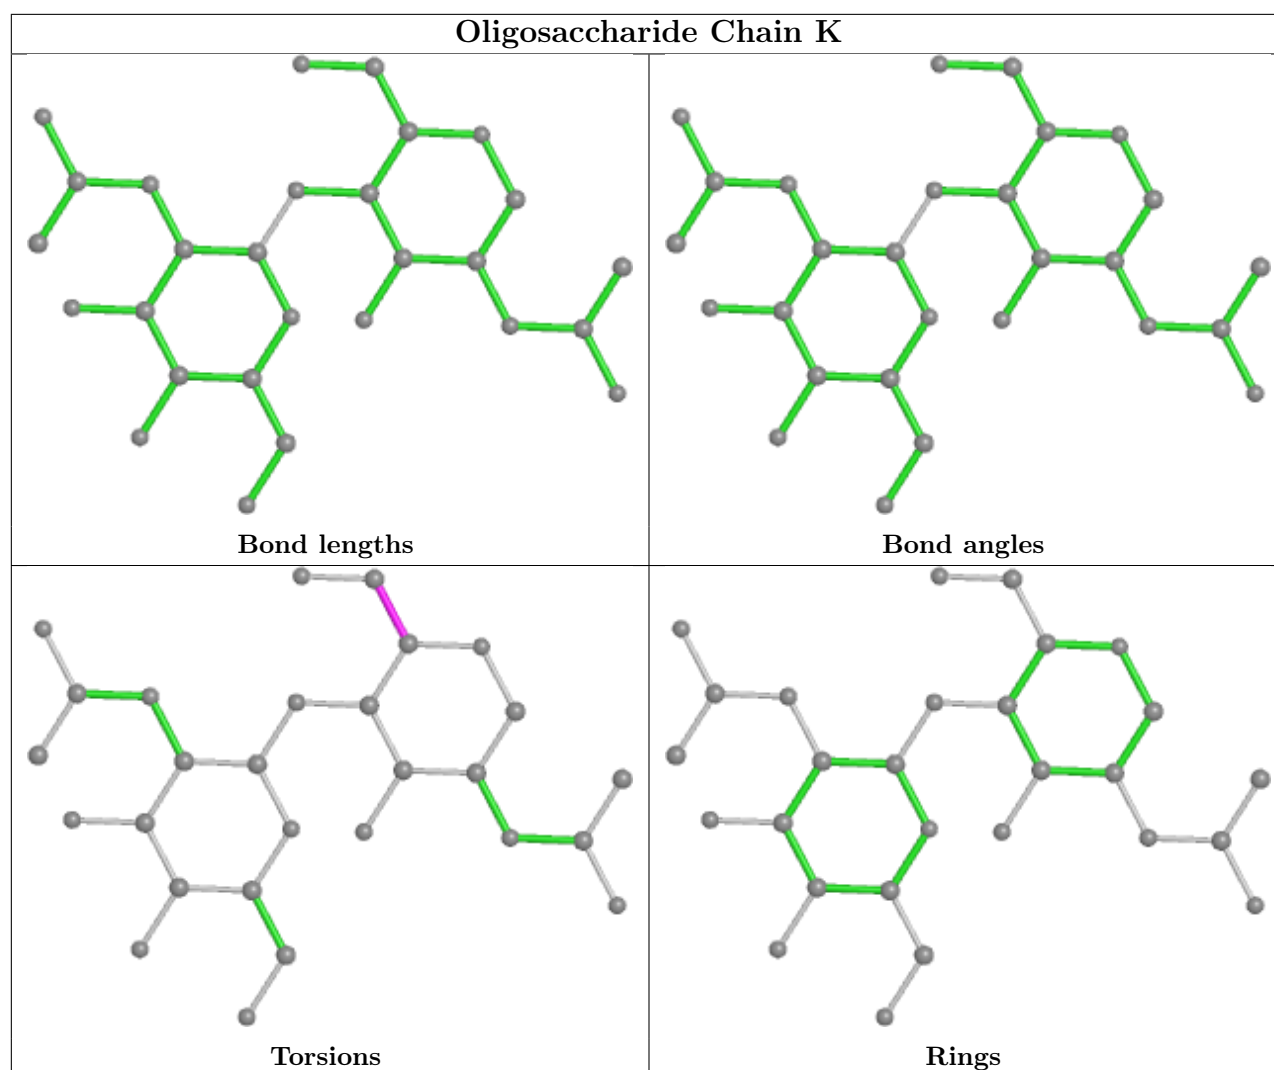 Oligosaccharide Chain K
Bond lengths
Bond angles
Torsions
Rings